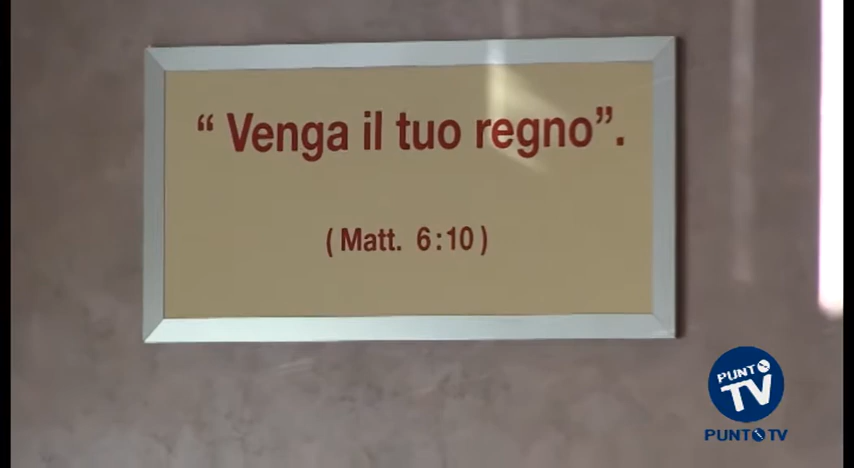 “ Venga il tuo regno”.
( Matt. 6:10 )
PUNTO
TV
PUNTO TV